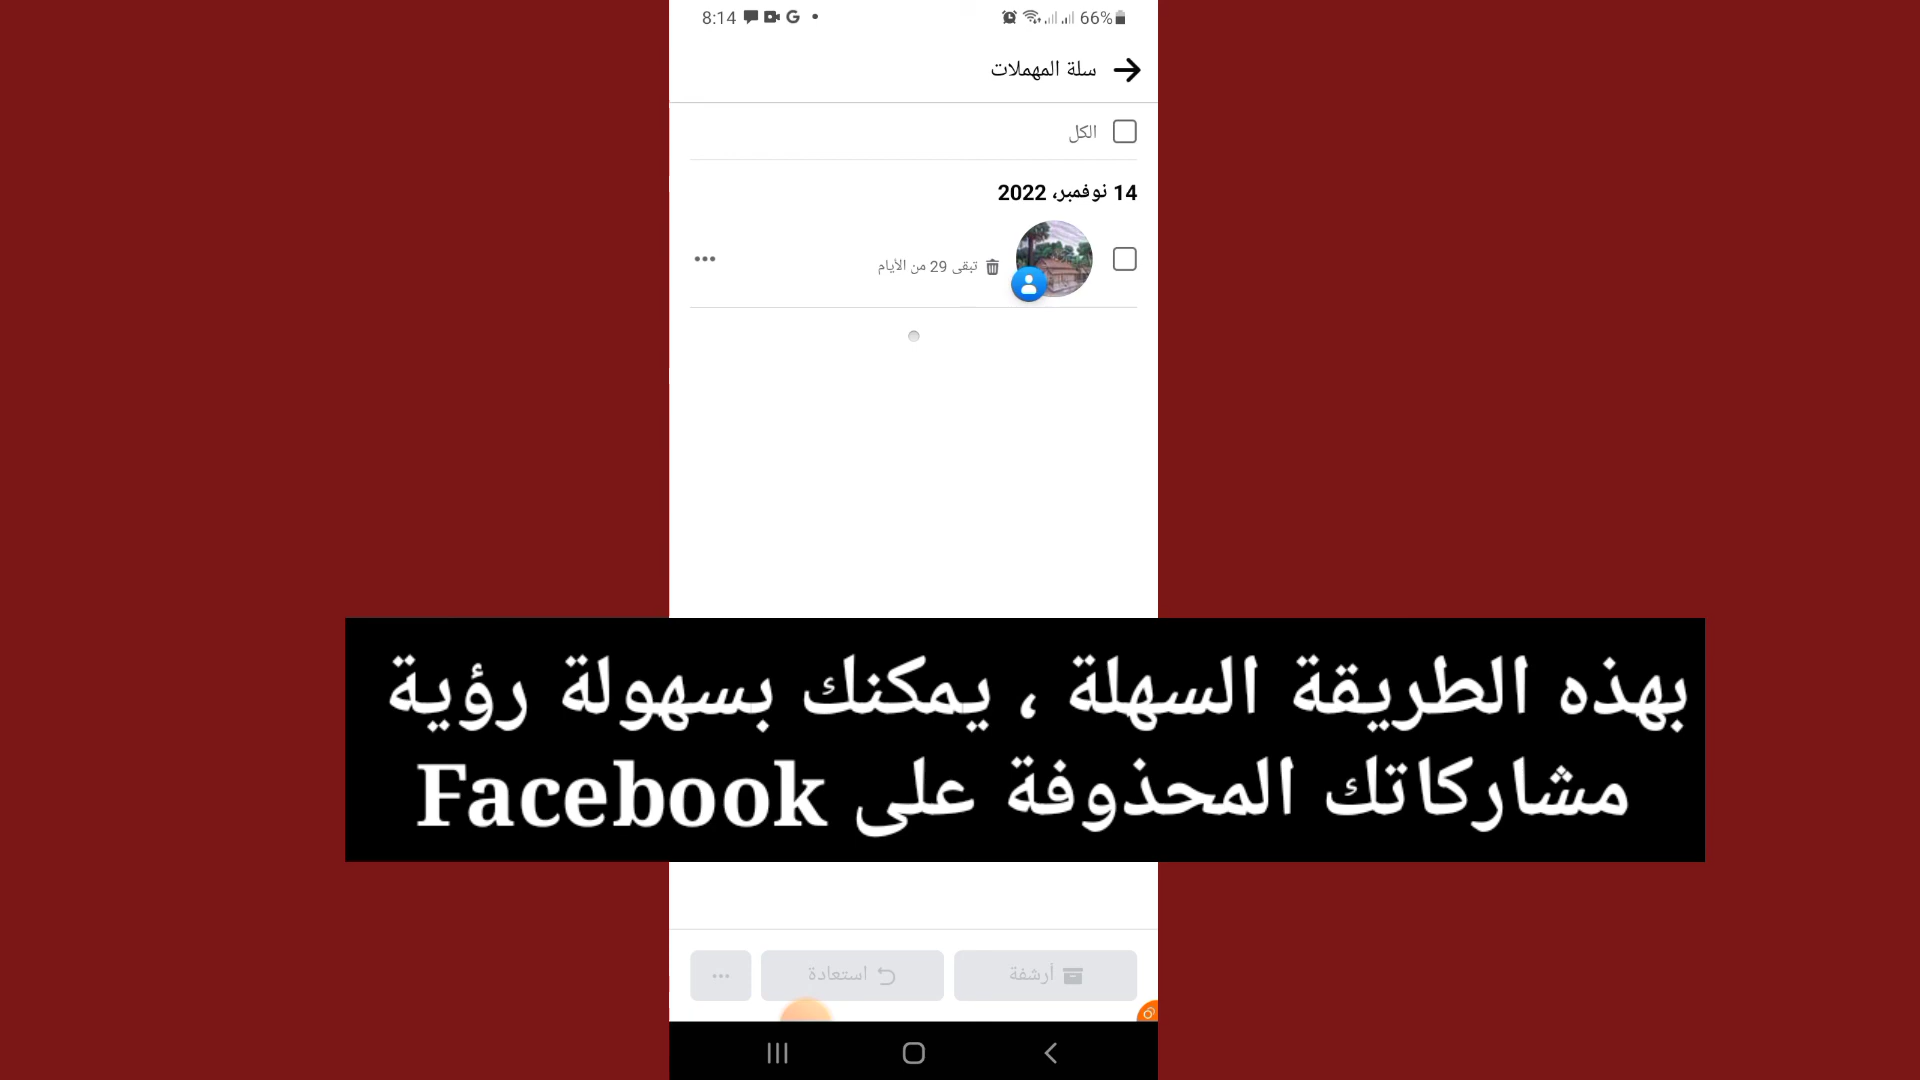 8:14
66%
سلة المهملات
الكل
14 نوفمبر، 2022
تبقى 29 من الأيام
بهذه الطريقة السهلة ، يمكنك بسهولة رؤية
مشاركاتك المحذوفة على Facebook
أرشفة
استعادة